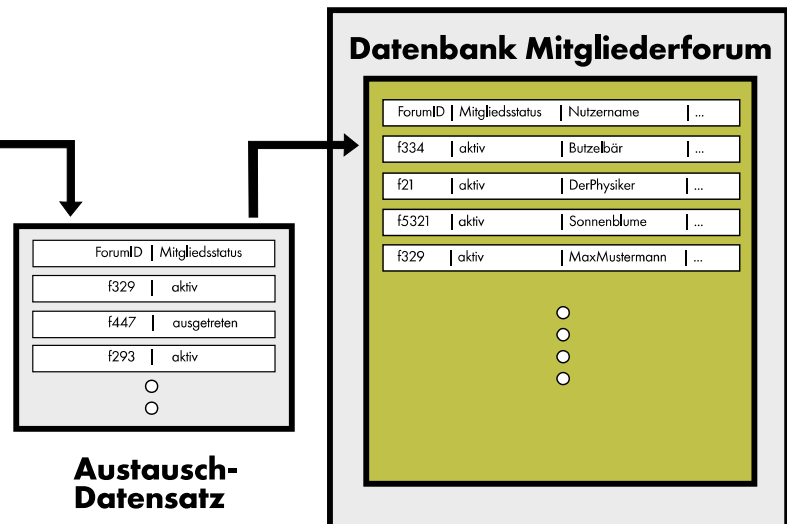 Datenbank Mitgliederforum
ForumID | Mitgliedsstatus | Nutzername | ...
f334 | aktiv | Butzelbär | ...
f21 | aktiv | DerPhysiker | ...
f5321 | aktiv | Sonnenblume | ...
f329 | aktiv | MaxMustermann | ...
ForumID | Mitgliedsstatus
f329 | aktiv
f447 | ausgetreten
f293 | aktiv
Austausch-
Datensatz